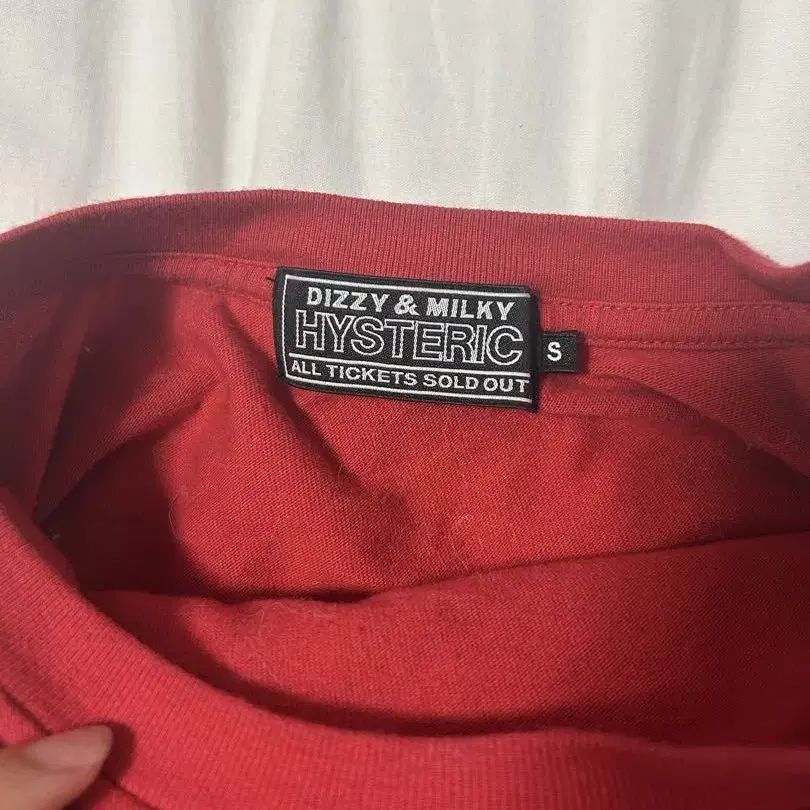 DIZZY & MILKY
HYSTERIC
ALL TICKETS SOLD OUT
S